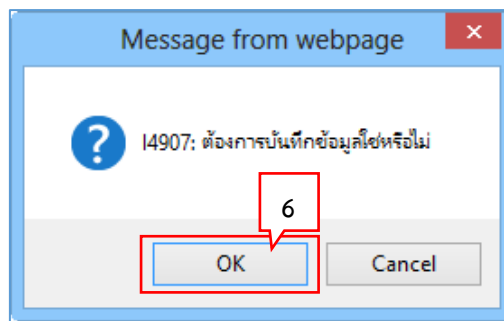 Message from webpage
I4907: ต้องการบันทึกข้อมูลใช่หรือไม่
6
OK
Cancel